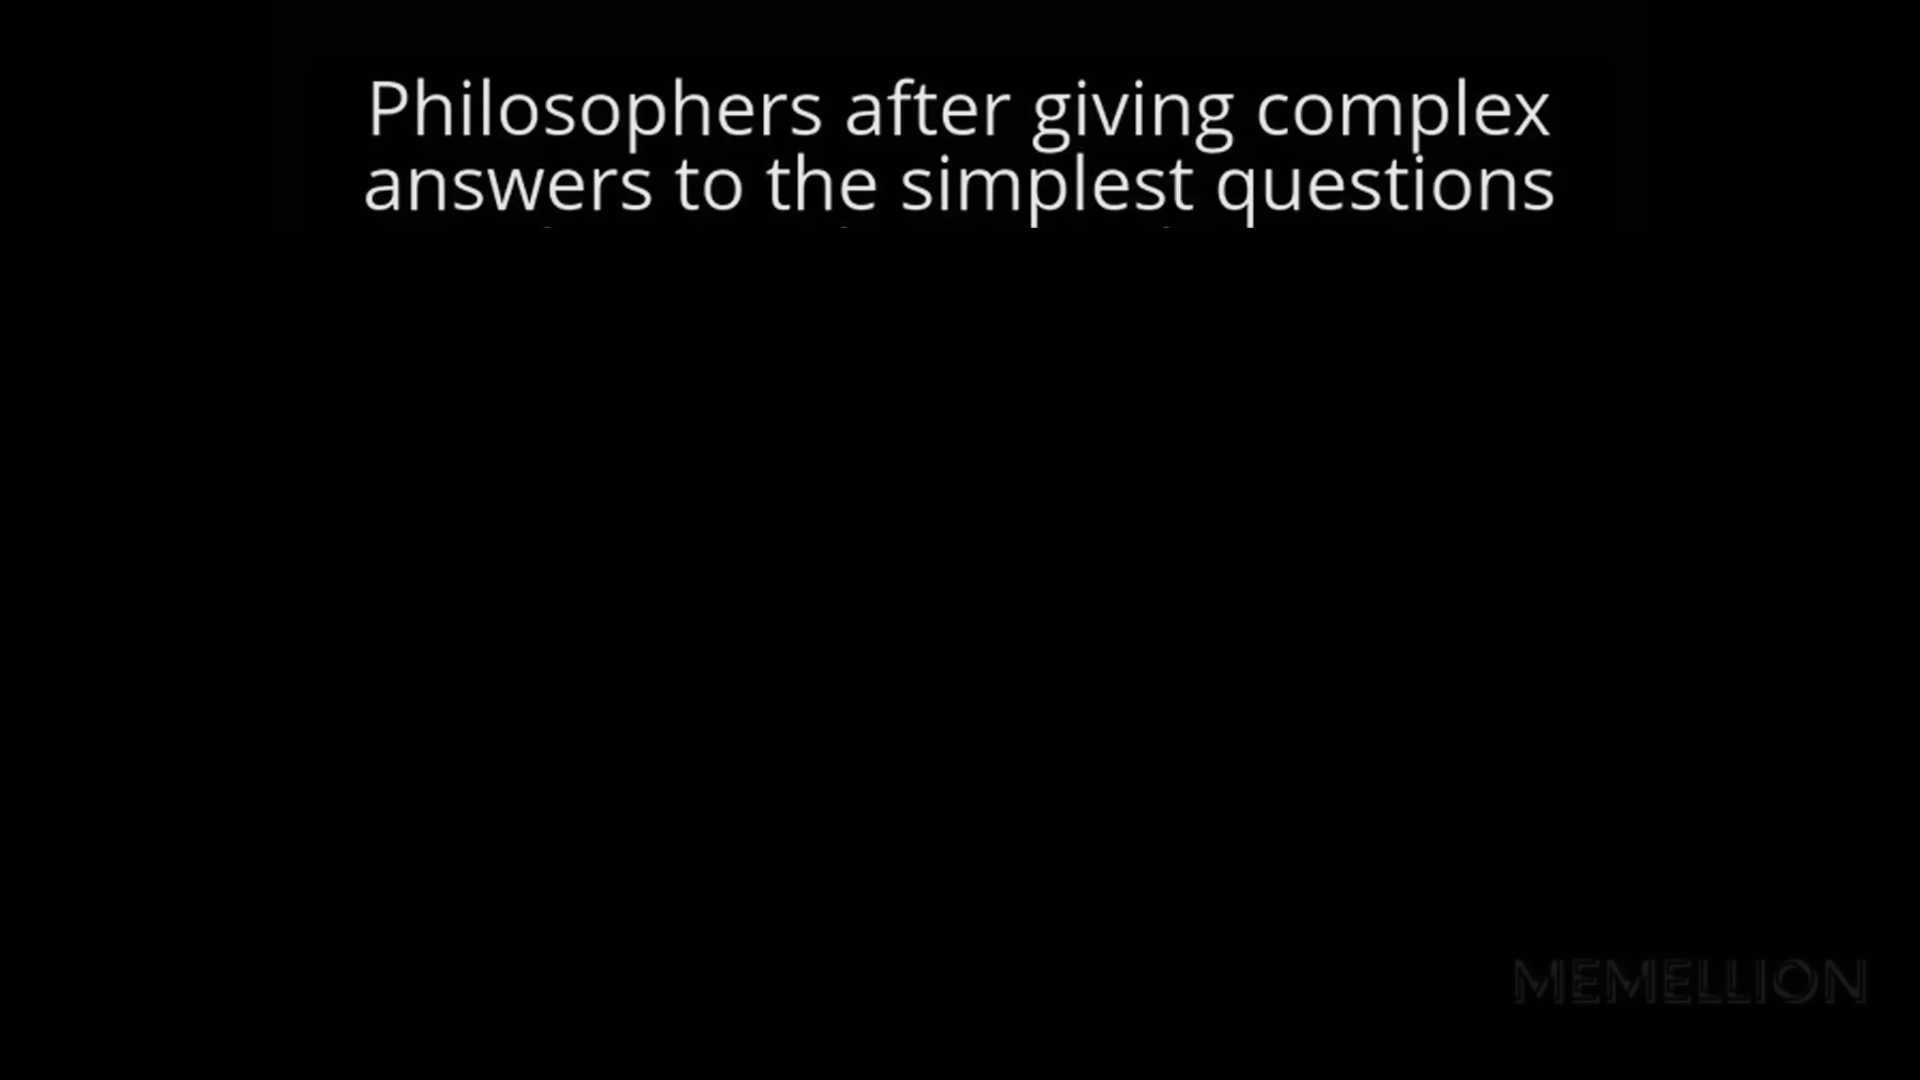 Philosophers after giving complex
answers to the simplest questions
MEMELLION